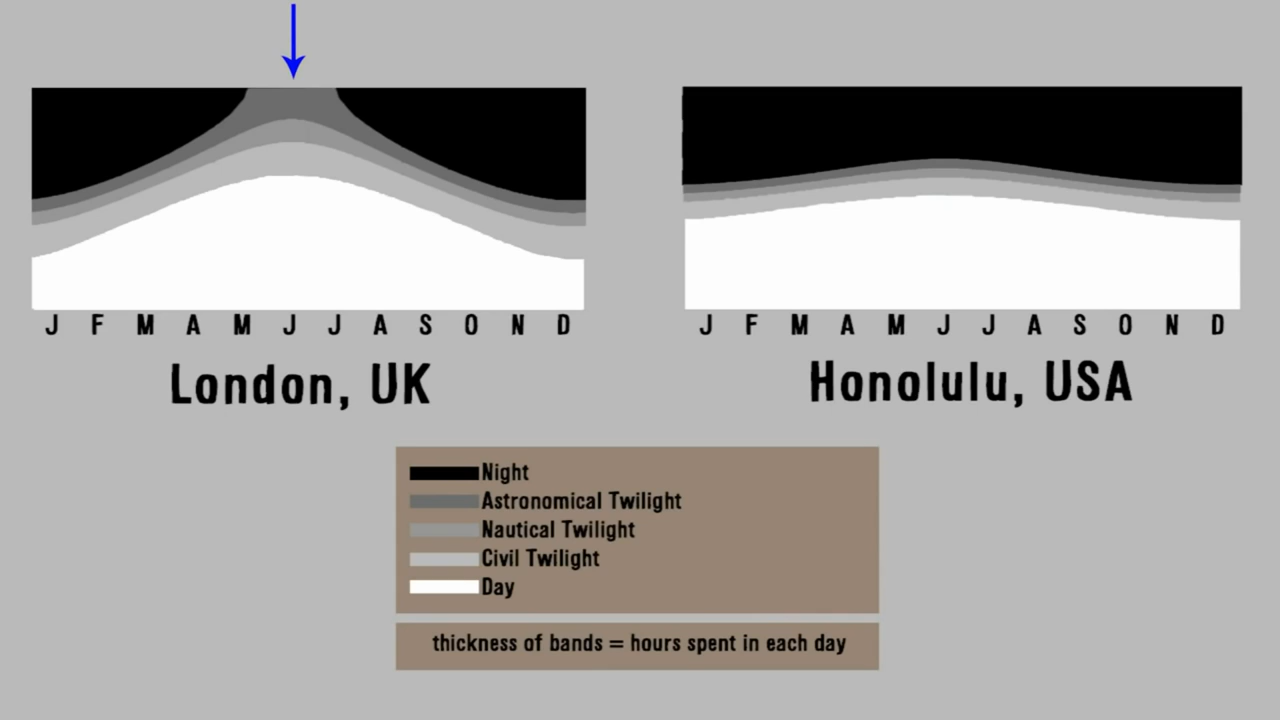 J F M A M J J A S O N D
London, UK
J F M A M J J A S O N D
Honolulu, USA
Night
Astronomical Twilight
Nautical Twilight
Civil Twilight
Day
thickness of bands = hours spent in each day